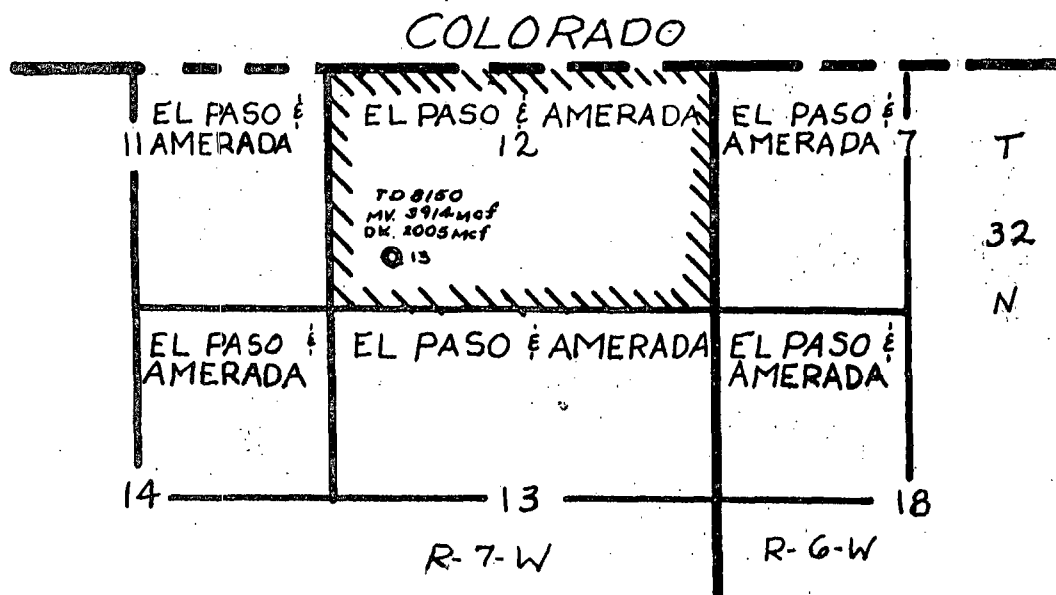 COLORADO
EL PASO &
11 AMERADA
EL PASO & AMERADA
12
EL PASO &
AMERADA 7
T
32
N
TD 8150
MV. 3914 Mcf
DK. 2005 Mcf
13
EL PASO &
AMERADA
EL PASO & AMERADA
EL PASO &
AMERADA
14
13
18
R-7-W
R-6-W